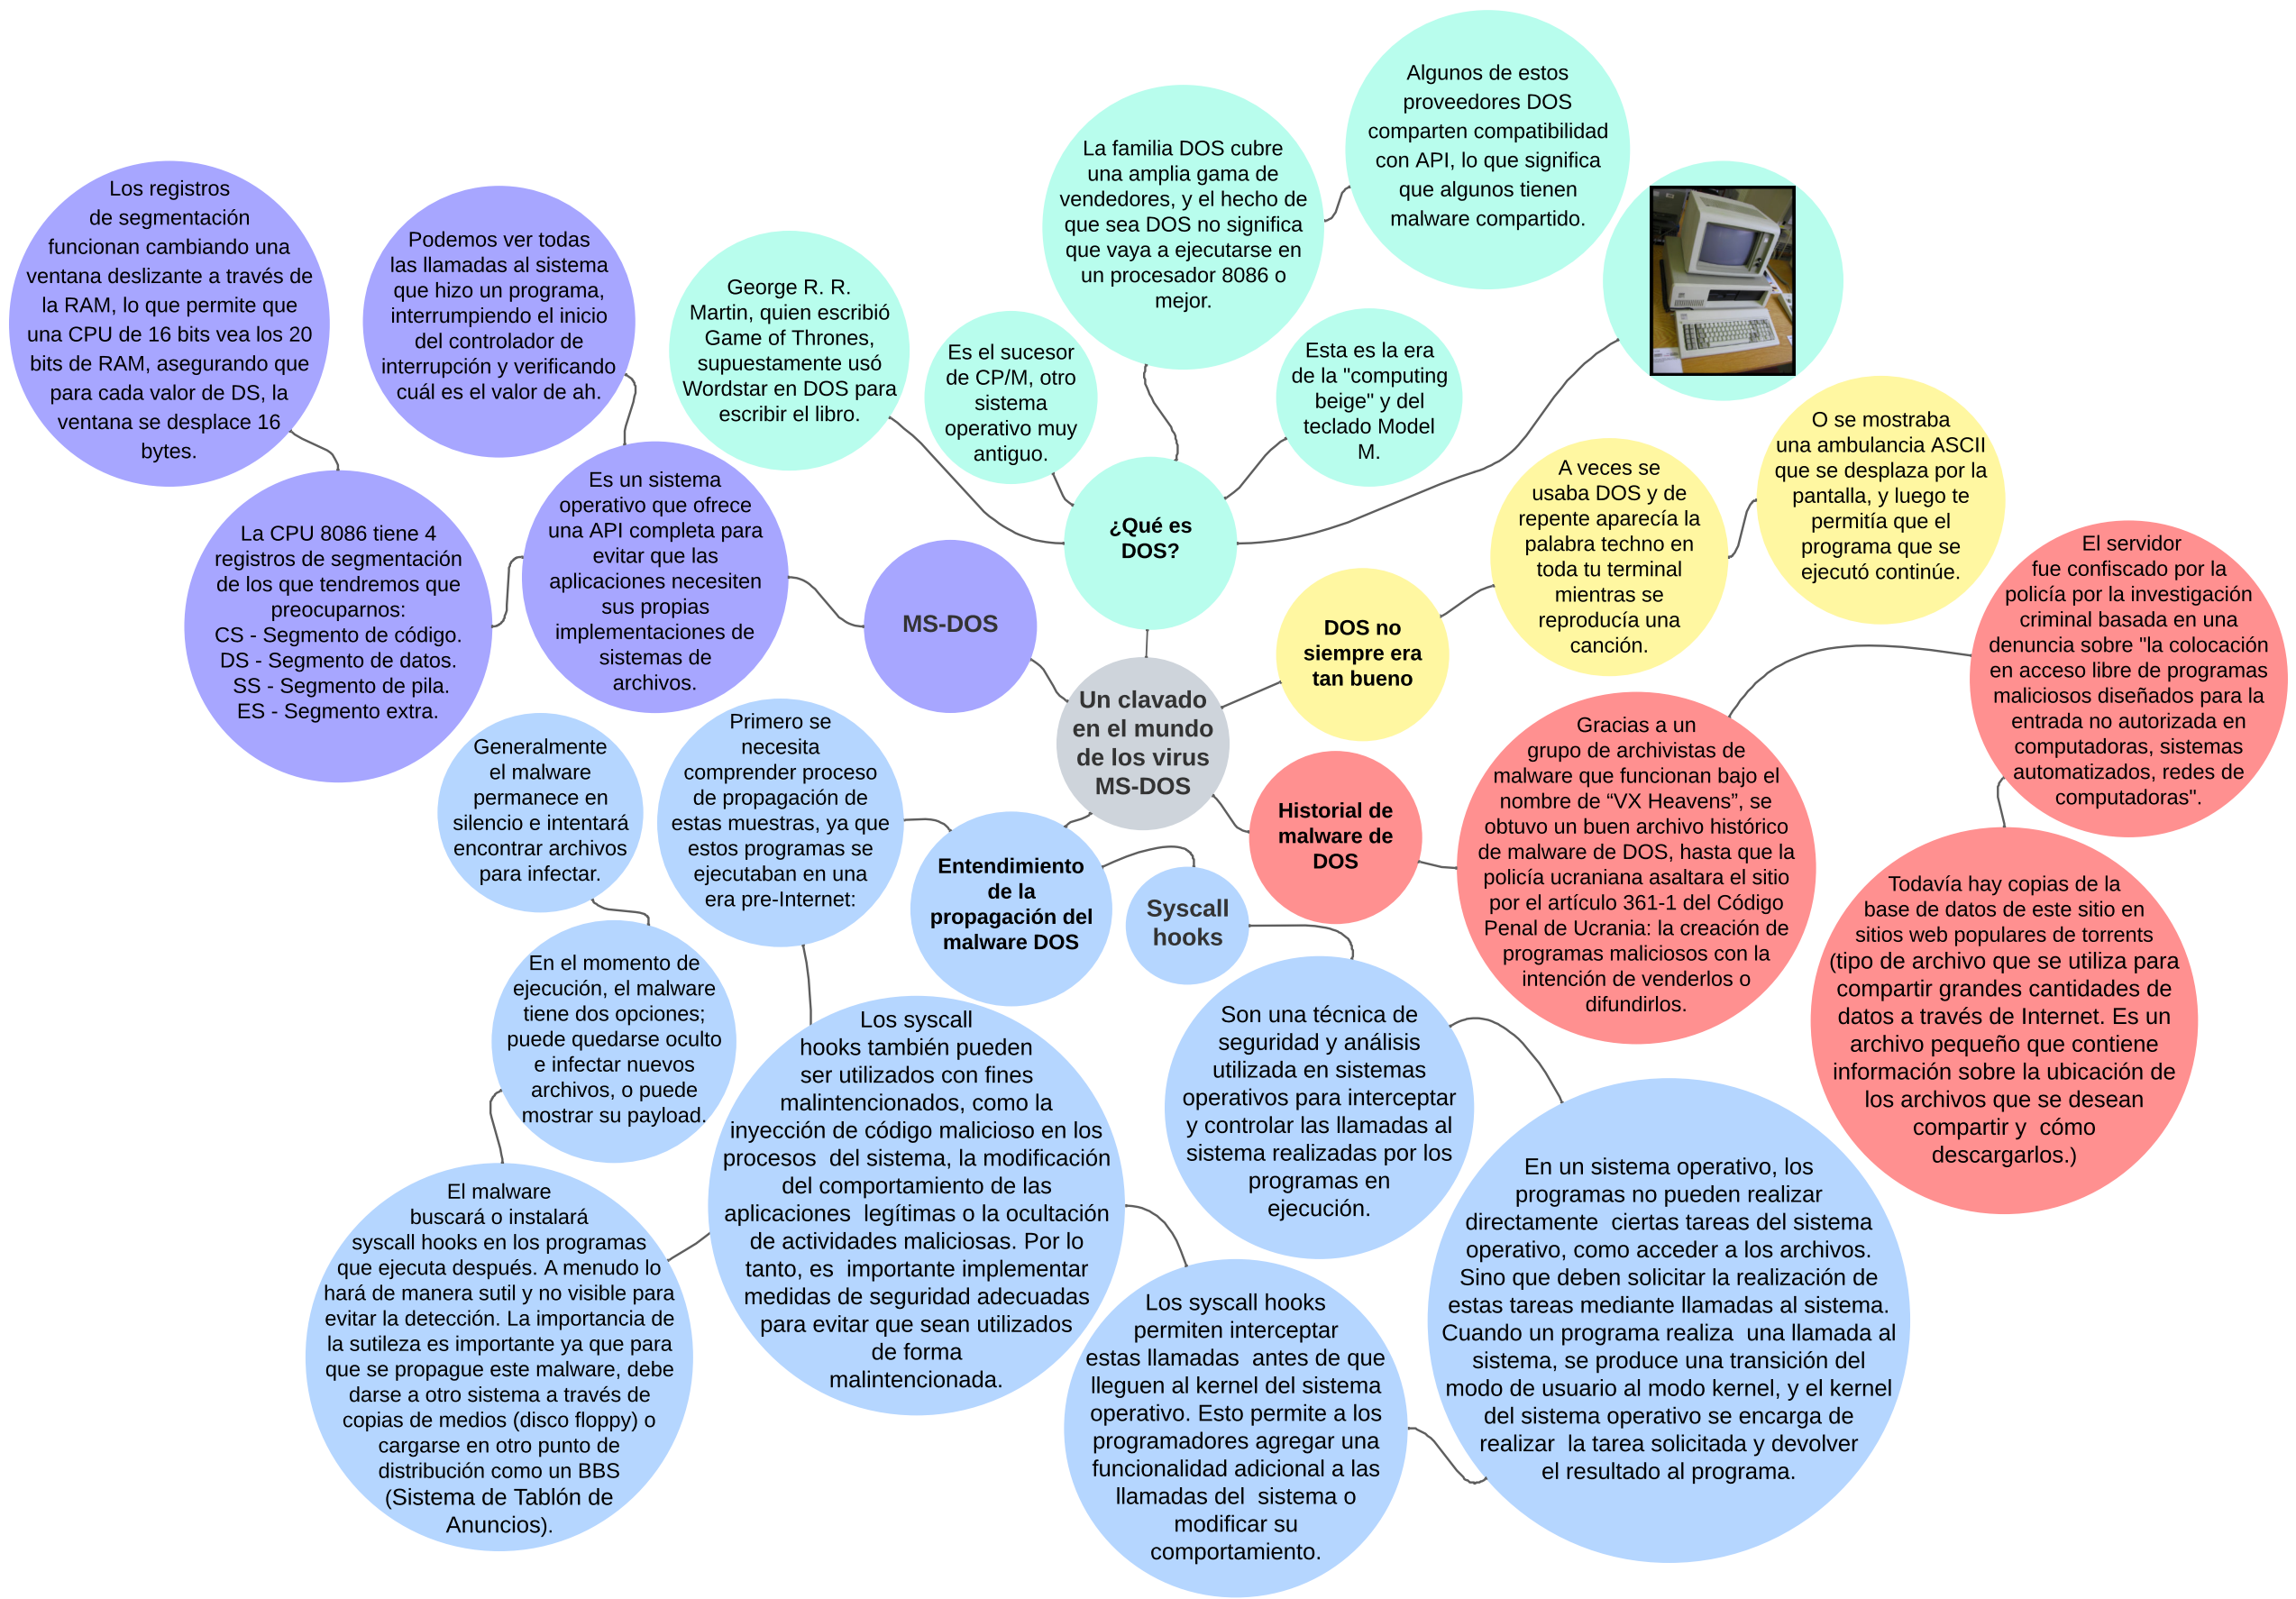 Un clavado
en el mundo
de los virus
MS-DOS
¿Qué es
DOS?
George R. R.
Martin, quien escribió
Game of Thrones,
supuestamente usó
Wordstar en DOS para
escribir el libro.
Es el sucesor
de CP/M, otro
sistema
operativo muy
antiguo.
La familia DOS cubre
una amplia gama de
vendedores, y el hecho de
que sea DOS no significa
que vaya a ejecutarse en
un procesador 8086 o
mejor.
Algunos de estos
proveedores DOS
comparten compatibilidad
con API, lo que significa
que algunos tienen
malware compartido.
Esta es la era
de la "computing
beige" y del
teclado Model
M.
DOS no
siempre era
tan bueno
A veces se
usaba DOS y de
repente aparecía la
palabra techno en
toda tu terminal
mientras se
reproducía una
canción.
O se mostraba
una ambulancia ASCII
que se desplaza por la
pantalla, y luego te
permitía que el
programa que se
ejecutó continúe.
Historial de
malware de
DOS
Gracias a un
grupo de archivistas de
malware que funcionan bajo el
nombre de “VX Heavens”, se
obtuvo un buen archivo histórico
de malware de DOS, hasta que la
policía ucraniana asaltara el sitio
por el artículo 361-1 del Código
Penal de Ucrania: la creación de
programas maliciosos con la
intención de venderlos o
difundirlos.
El servidor
fue confiscado por la
policía por la investigación
criminal basada en una
denuncia sobre "la colocación
en acceso libre de programas
maliciosos diseñados para la
entrada no autorizada en
computadoras, sistemas
automatizados, redes de
computadoras".
Todavía hay copias de la
base de datos de este sitio en
sitios web populares de torrents
(tipo de archivo que se utiliza para
compartir grandes cantidades de
datos a través de Internet. Es un
archivo pequeño que contiene
información sobre la ubicación de
los archivos que se desean
compartir y  cómo
descargarlos.)
MS-DOS
Es un sistema
operativo que ofrece
una API completa para
evitar que las
aplicaciones necesiten
sus propias
implementaciones de
sistemas de
archivos.
Podemos ver todas
las llamadas al sistema
que hizo un programa,
interrumpiendo el inicio
del controlador de
interrupción y verificando
cuál es el valor de ah.
La CPU 8086 tiene 4
registros de segmentación
de los que tendremos que
preocuparnos:
CS - Segmento de código.
DS - Segmento de datos.
SS - Segmento de pila.
ES - Segmento extra.
Los registros
de segmentación
funcionan cambiando una
ventana deslizante a través de
la RAM, lo que permite que
una CPU de 16 bits vea los 20
bits de RAM, asegurando que
para cada valor de DS, la
ventana se desplace 16
bytes.
Entendimiento
de la
propagación del
malware DOS
Primero se
necesita
comprender proceso
de propagación de
estas muestras, ya que
estos programas se
ejecutaban en una
era pre-Internet:
Generalmente
el malware
permanece en
silencio e intentará
encontrar archivos
para infectar.
En el momento de
ejecución, el malware
tiene dos opciones;
puede quedarse oculto
e infectar nuevos
archivos, o puede
mostrar su payload.
El malware
buscará o instalará
syscall hooks en los programas
que ejecuta después. A menudo lo
hará de manera sutil y no visible para
evitar la detección. La importancia de
la sutileza es importante ya que para
que se propague este malware, debe
darse a otro sistema a través de
copias de medios (disco floppy) o
cargarse en otro punto de
distribución como un BBS
(Sistema de Tablón de
Anuncios).
Syscall
hooks
Son una técnica de
seguridad y análisis
utilizada en sistemas
operativos para interceptar
y controlar las llamadas al
sistema realizadas por los
programas en
ejecución.
En un sistema operativo, los
programas no pueden realizar
directamente  ciertas tareas del sistema
operativo, como acceder a los archivos.
Sino que deben solicitar la realización de
estas tareas mediante llamadas al sistema.
Cuando un programa realiza  una llamada al
sistema, se produce una transición del
modo de usuario al modo kernel, y el kernel
del sistema operativo se encarga de
realizar  la tarea solicitada y devolver
el resultado al programa.
Los syscall hooks
permiten interceptar
estas llamadas  antes de que
lleguen al kernel del sistema
operativo. Esto permite a los
programadores agregar una
funcionalidad adicional a las
llamadas del  sistema o
modificar su
comportamiento.
Los syscall
hooks también pueden
ser utilizados con fines
malintencionados, como la
inyección de código malicioso en los
procesos  del sistema, la modificación
del comportamiento de las
aplicaciones  legítimas o la ocultación
de actividades maliciosas. Por lo
tanto, es  importante implementar
medidas de seguridad adecuadas
para evitar que sean utilizados
de forma
malintencionada.